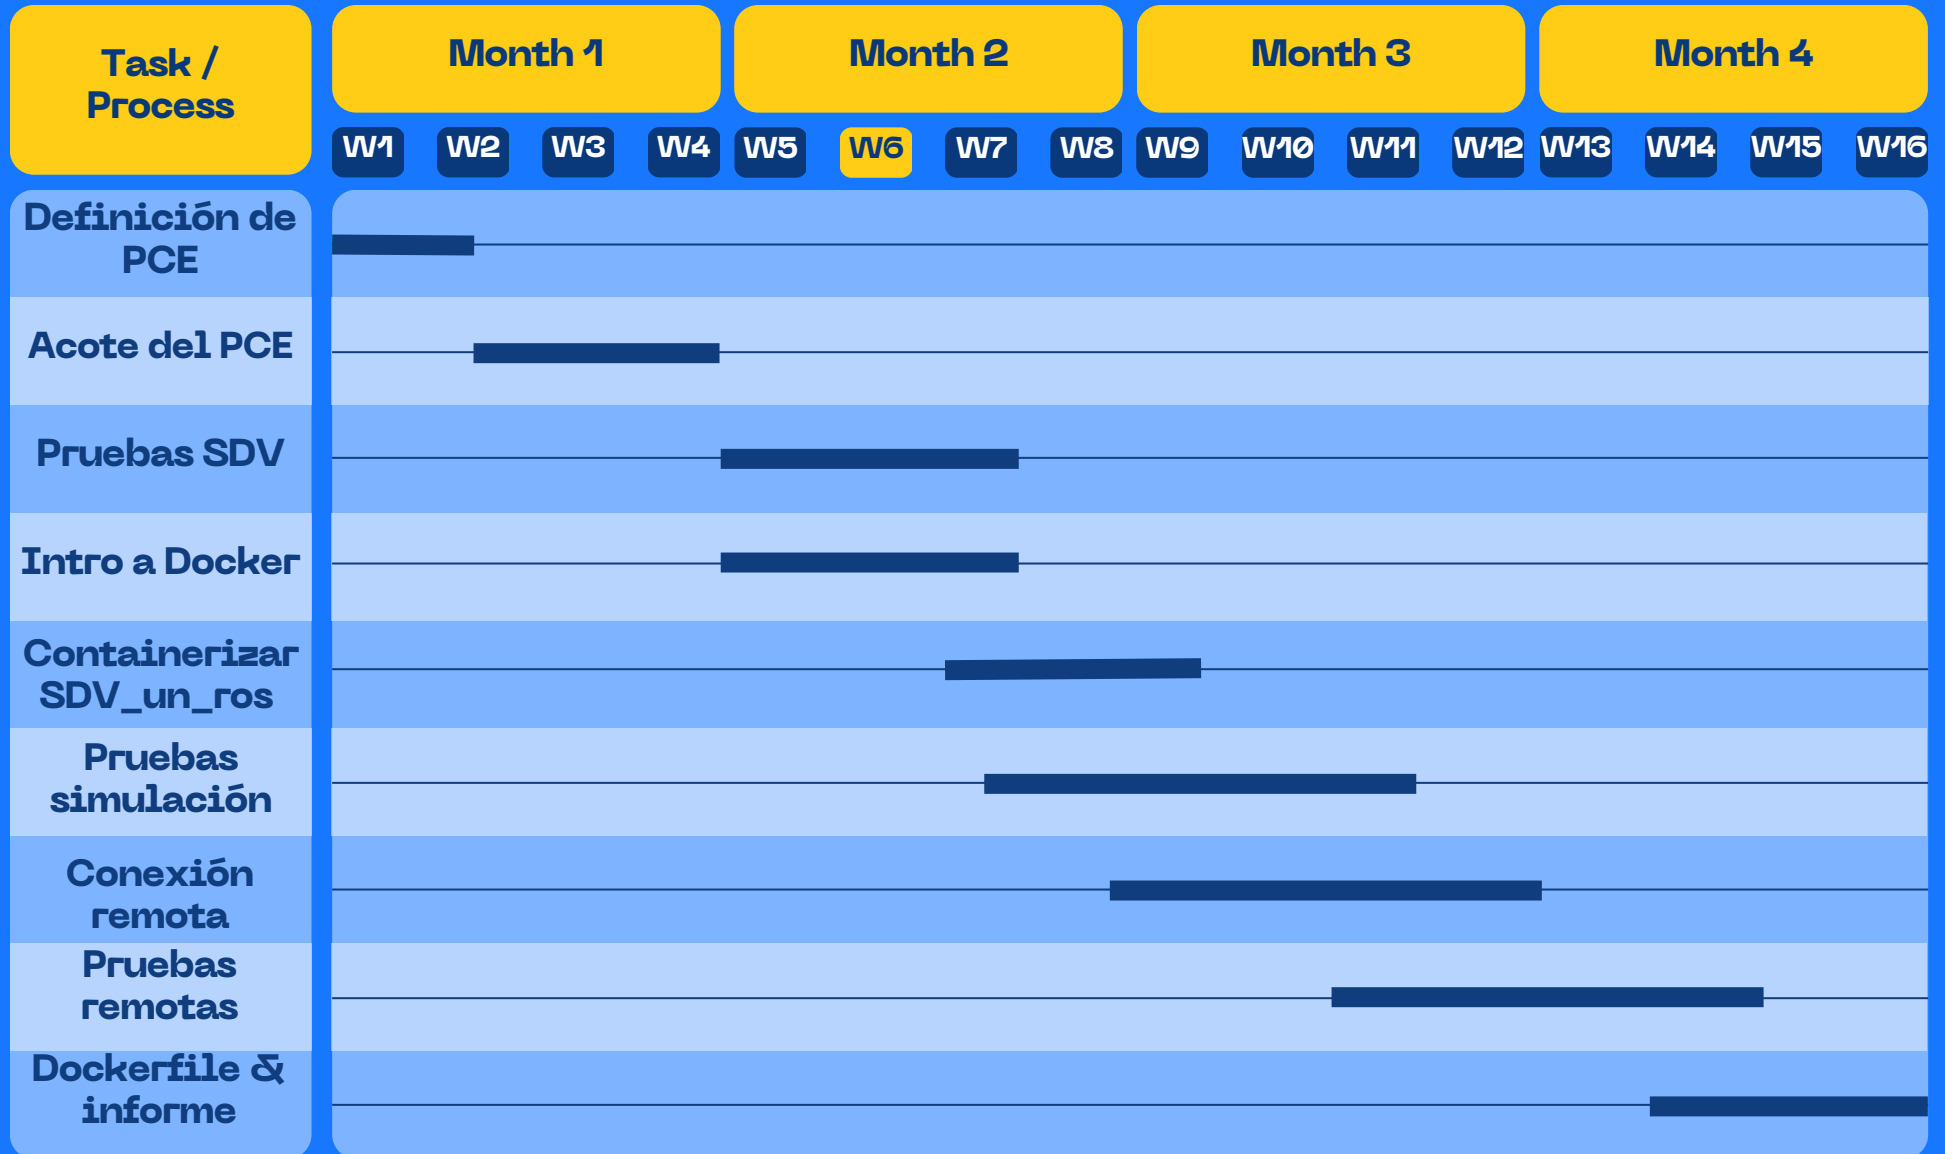 Task /
Process
Month 1
Month 2
Month 3
Month 4
W1
W2
W3
W4
W5
W6
W7
W8
W9
W10
W11
W12
W13
W14
W15
W16
Definición de
PCE
Acote del PCE
Pruebas SDV
Intro a Docker
Containerizar
SDV_un_ros
Pruebas
simulación
Conexión
remota
Pruebas
remotas
Dockerfile &
informe